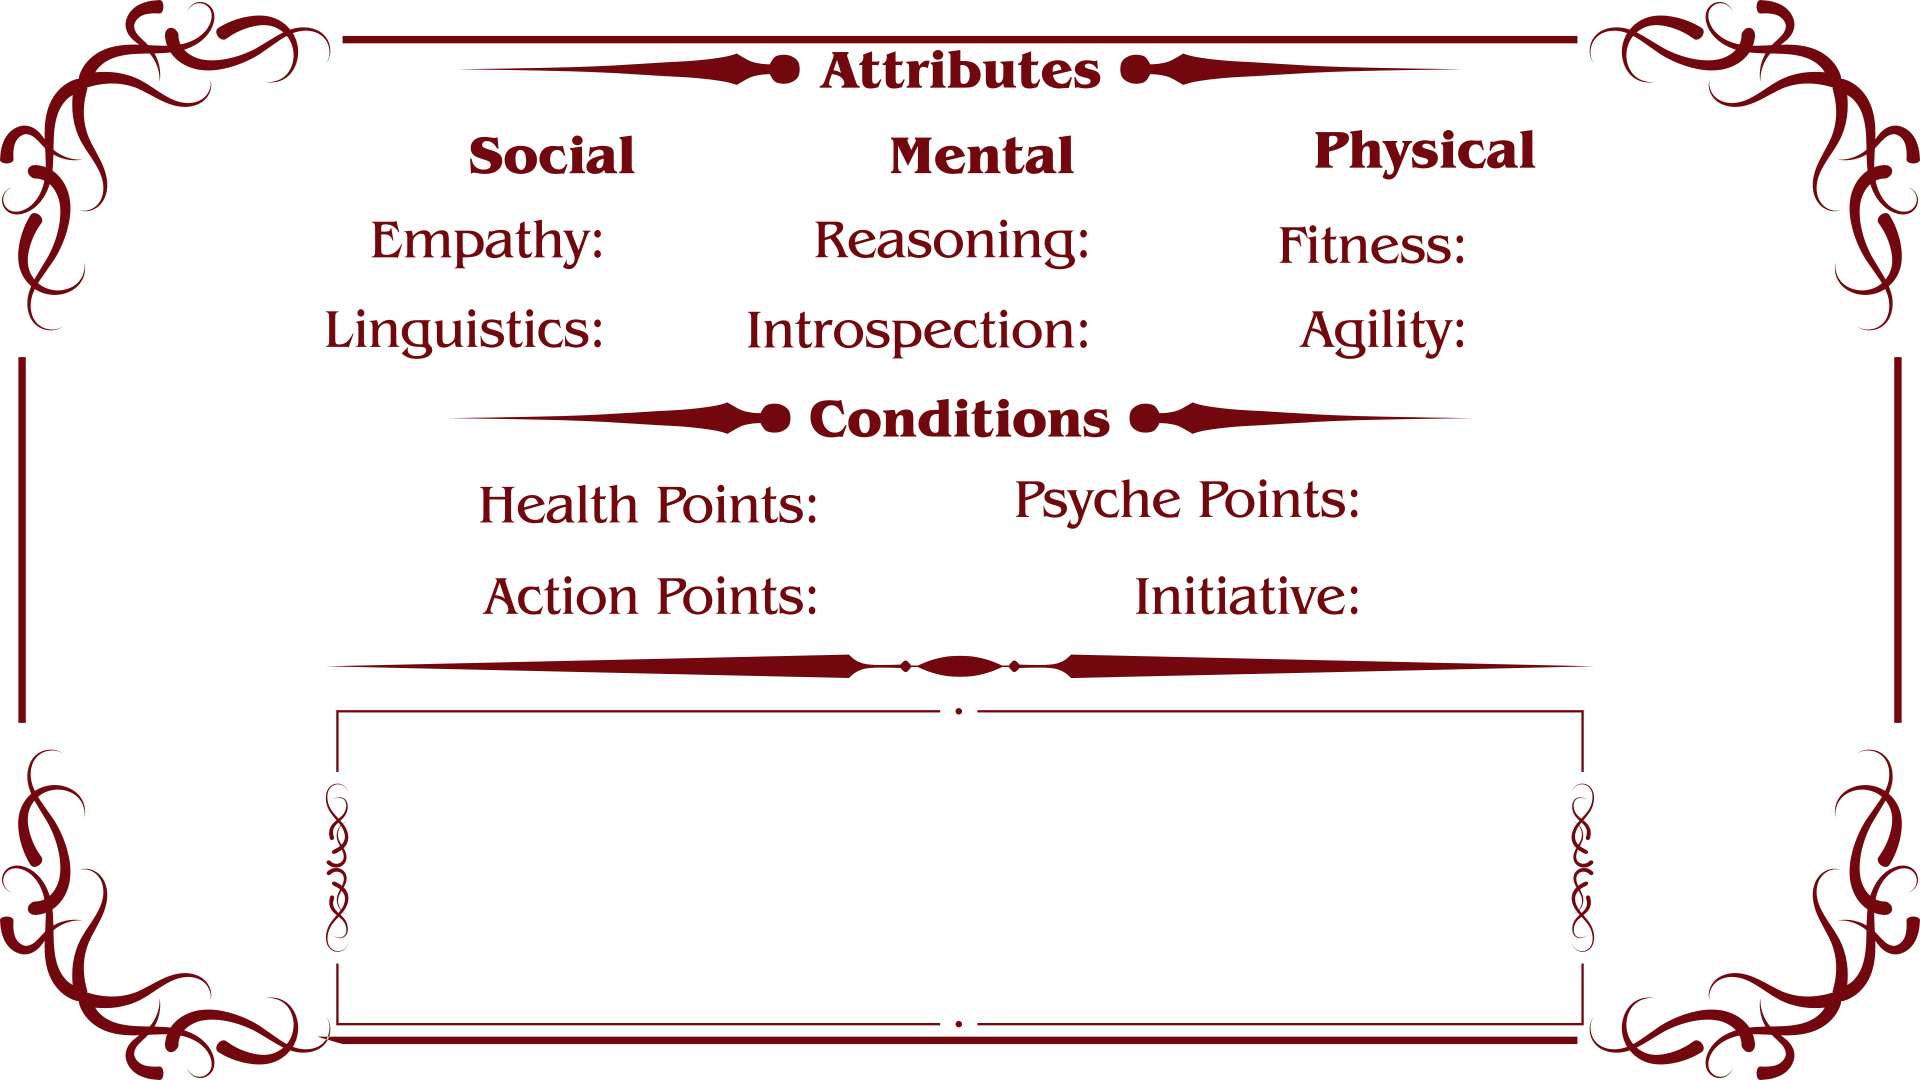 Attributes
Social Mental Physical
Empathy: Reasoning: Fitness:
Linguistics: Introspection: Agility:
Conditions
Health Points: Psyche Points:
Action Points: Initiative: